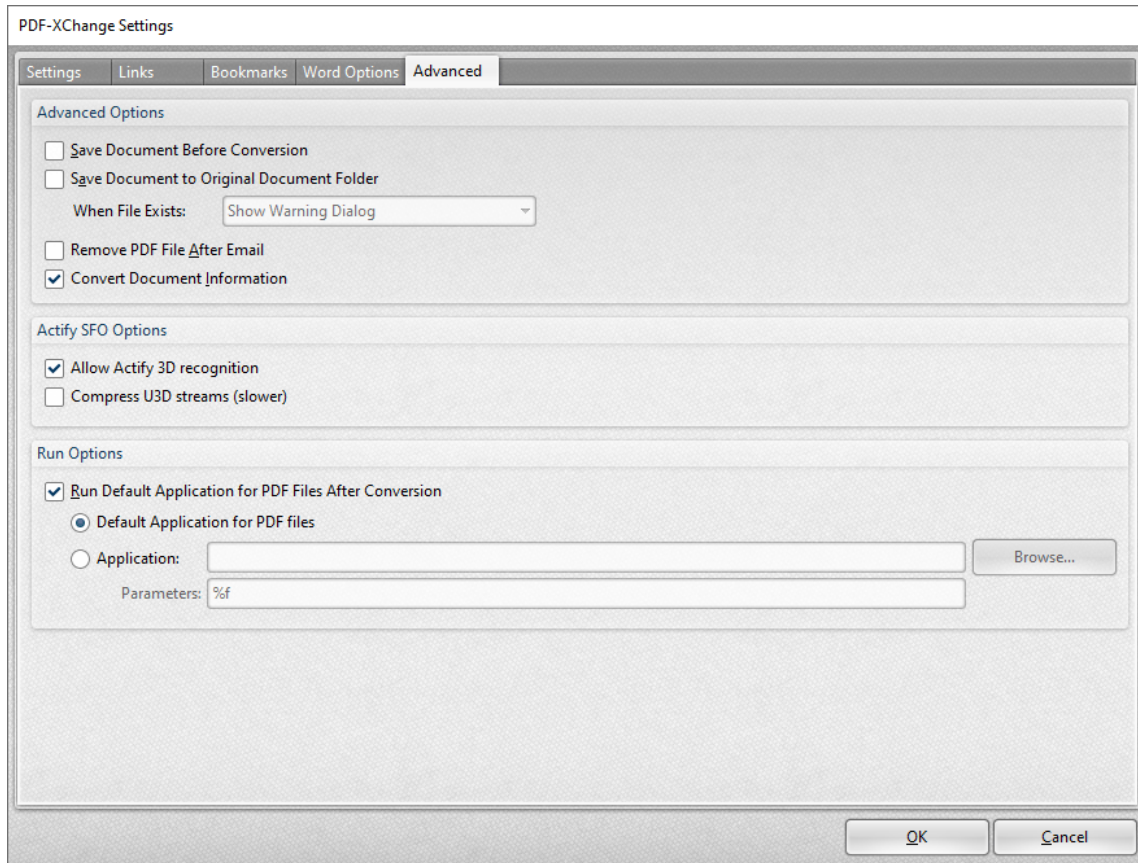 PDF-XChange Settings
Settings Links Bookmarks Word Options Advanced
Advanced Options
Save Document Before Conversion
Save Document to Original Document Folder
When File Exists: Show Warning Dialog
Remove PDF File After Email
Convert Document Information
Actify SFO Options
Allow Actify 3D recognition
Compress U3D streams (slower)
Run Options
Run Default Application for PDF Files After Conversion
Default Application for PDF files
Application: Browse...
Parameters: %f
OK Cancel